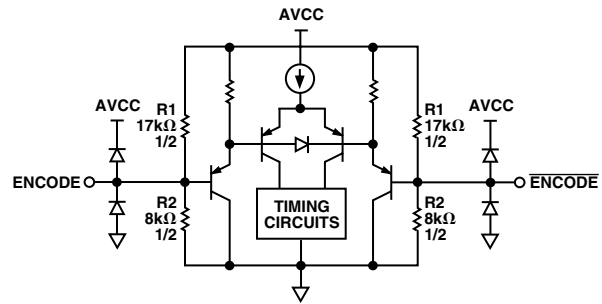 AVCC
AVCC
R1
17kΩ
1/2
R1
17kΩ
1/2
AVCC
ENCODE
ENCODE
R2
8kΩ
1/2
TIMING
CIRCUITS
R2
8kΩ
1/2